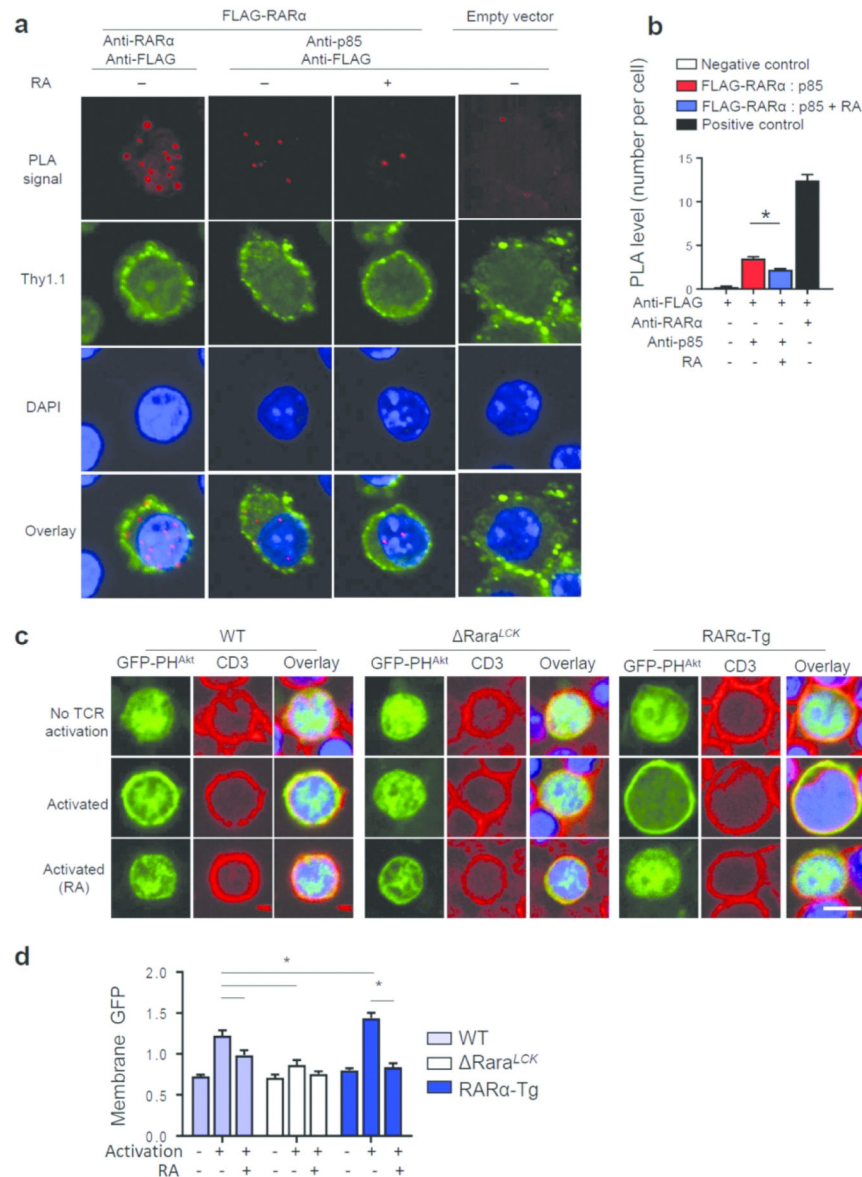 a
FLAG-RARα
Empty vector
Anti-RARα
Anti-FLAG
Anti-p85
Anti-FLAG
RA – – + –
PLA
signal
Thy1.1
DAPI
Overlay
b
Negative control
FLAG-RARα : p85
FLAG-RARα : p85 + RA
Positive control
PLA level (number per cell)
15
10
5
0
*
Anti-FLAG + + + +
Anti-RARα - - - +
Anti-p85 - + + -
RA +
c
WT
ΔRara^LCK
RARα-Tg
GFP-PH^Akt CD3 Overlay GFP-PH^Akt CD3 Overlay GFP-PH^Akt CD3 Overlay
No TCR
activation
Activated
Activated
(RA)
d
Membrane GFP
2.0
1.5
1.0
0.5
0.0
*
*
WT
ΔRara^LCK
RARα-Tg
Activation - + + - + + - + +
RA + + +